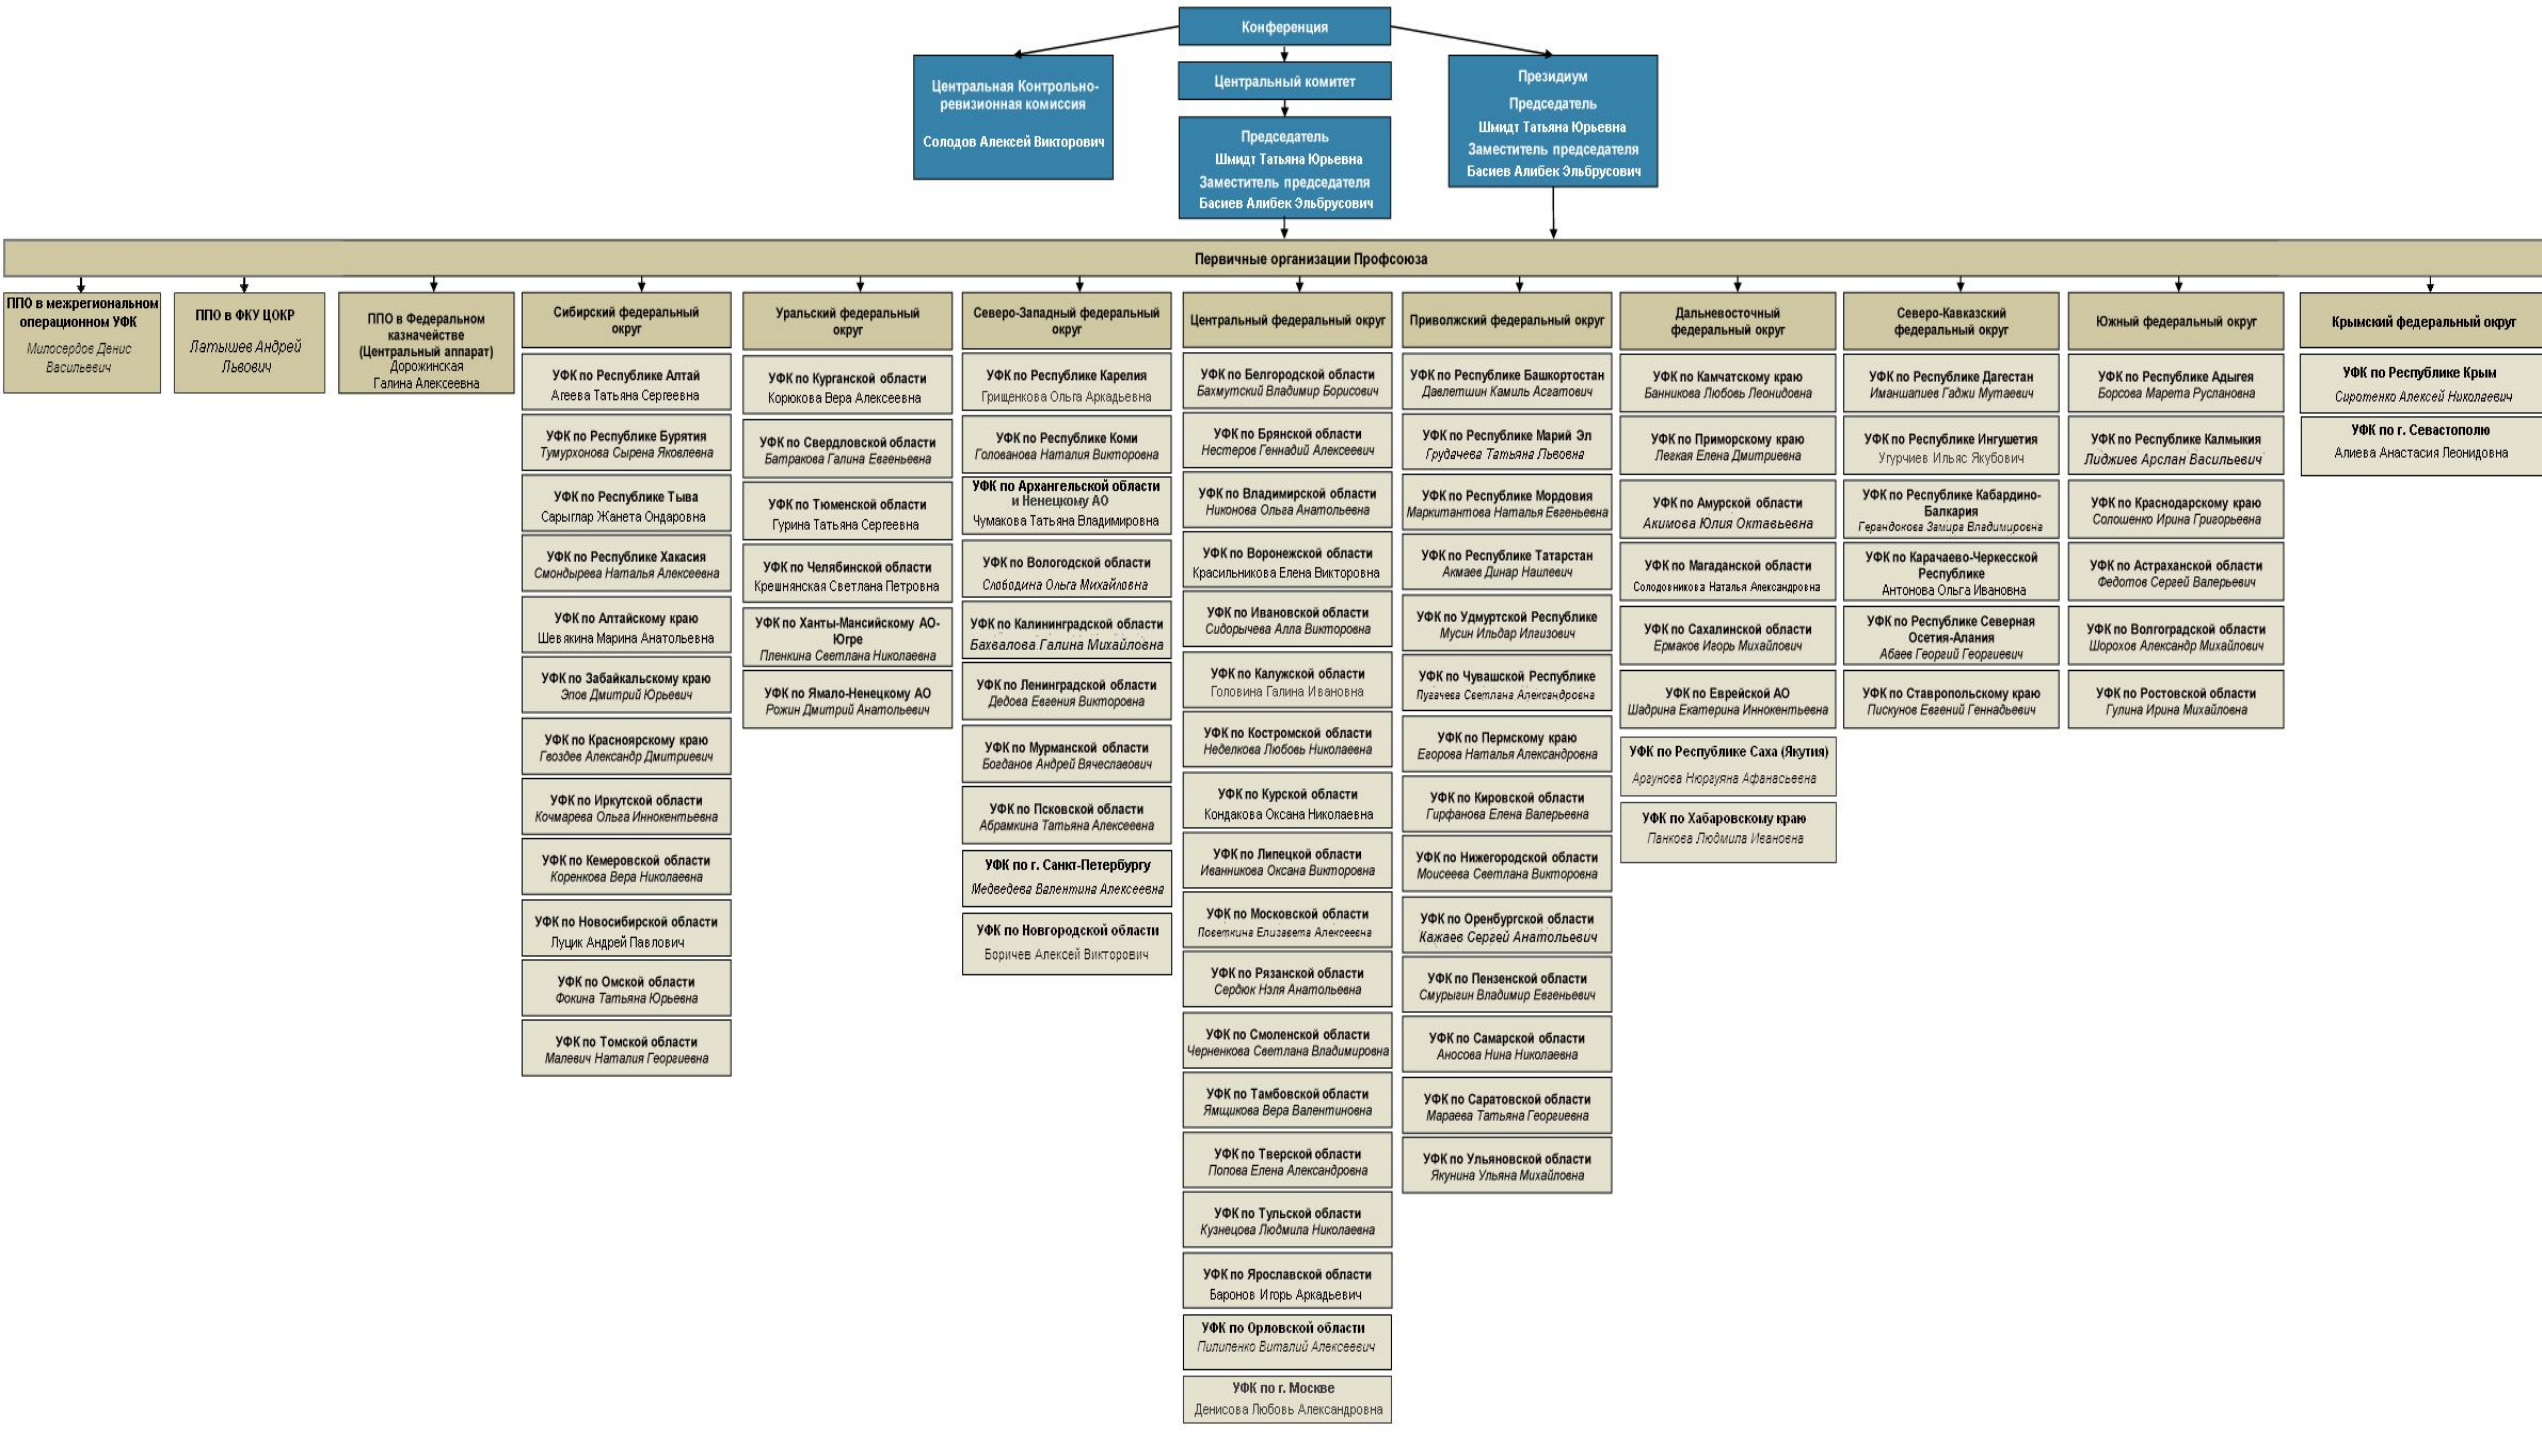 Конференция
Центральная Контрольно-
ревизионная комиссия
Солодов Алексей Викторович
Центральный комитет
Председатель
Шмидт Татьяна Юрьевна
Заместитель председателя
Басиев Алибек Эльбрусович
Президиум
Председатель
Шмидт Татьяна Юрьевна
Заместитель председателя
Басиев Алибек Эльбрусович
Первичные организации Профсоюза
ППО в межрегиональном
операционном УФК
Милосердов Денис
Васильевич
ППО в ФКУ ЦОКР
Латышев Андрей
Львович
ППО в Федеральном
казначействе
(Центральный аппарат)
Дорожинская
Галина Алексеевна
Сибирский федеральный
округ
УФК по Республике Алтай
Агеева Татьяна Сергеевна
УФК по Республике Бурятия
Тумурхонова Сырена Яковлевна
УФК по Республике Тыва
Сарыглар Жанета Ондаровна
УФК по Республике Хакасия
Смондырева Наталья Алексеевна
УФК по Алтайскому краю
Шевякина Марина Анатольевна
УФК по Забайкальскому краю
Эпов Дмитрий Юрьевич
УФК по Красноярскому краю
Гвоздев Александр Дмитриевич
УФК по Иркутской области
Кочмарева Ольга Иннокентьевна
УФК по Кемеровской области
Коренкова Вера Николаевна
УФК по Новосибирской области
Луцик Андрей Павлович
УФК по Омской области
Фокина Татьяна Юрьевна
УФК по Томской области
Малевич Наталия Георгиевна
Уральский федеральный
округ
УФК по Курганской области
Корюкова Вера Алексеевна
УФК по Свердловской области
Батракова Галина Евгеньевна
УФК по Тюменской области
Гурина Татьяна Сергеевна
УФК по Челябинской области
Крешнянская Светлана Петровна
УФК по Ханты-Мансийскому АО-
Югре
Пленкина Светлана Николаевна
УФК по Ямало-Ненецкому АО
Рожин Дмитрий Анатольевич
Северо-Западный федеральный
округ
УФК по Республике Карелия
Грищенкова Ольга Аркадьевна
УФК по Республике Коми
Голованова Наталия Викторовна
УФК по Архангельской области
и Ненецкому АО
Чумакова Татьяна Владимировна
УФК по Вологодской области
Слободина Ольга Михайловна
УФК по Калининградской области
Бахвалова Галина Михайловна
УФК по Ленинградской области
Дедова Евгения Викторовна
УФК по Мурманской области
Богданов Андрей Вячеславович
УФК по Псковской области
Абрамкина Татьяна Алексеевна
УФК по г. Санкт-Петербургу
Медведева Валентина Алексеевна
УФК по Новгородской области
Боричев Алексей Викторович
Центральный федеральный округ
УФК по Белгородской области
Бахмутский Владимир Борисович
УФК по Брянской области
Нестеров Геннадий Алексеевич
УФК по Владимирской области
Никонова Ольга Анатольевна
УФК по Воронежской области
Красильникова Елена Викторовна
УФК по Ивановской области
Сидорычева Алла Викторовна
УФК по Калужской области
Головина Галина Ивановна
УФК по Костромской области
Неделкова Любовь Николаевна
УФК по Курской области
Кондакова Оксана Николаевна
УФК по Липецкой области
Иванникова Оксана Викторовна
УФК по Московской области
Поветкина Елизавета Алексеевна
УФК по Рязанской области
Сердюк Нэля Анатольевна
УФК по Смоленской области
Черненкова Светлана Владимировна
УФК по Тамбовской области
Ямщикова Вера Валентиновна
УФК по Тверской области
Попова Елена Александровна
УФК по Тульской области
Кузнецова Людмила Николаевна
УФК по Ярославской области
Баронов Игорь Аркадьевич
УФК по Орловской области
Пилипенко Виталий Алексеевич
УФК по г. Москве
Денисова Любовь Александровна
Приволжский федеральный округ
УФК по Республике Башкортостан
Давлетшин Камиль Асгатович
УФК по Республике Марий Эл
Грудачева Татьяна Львовна
УФК по Республике Мордовия
Маркитантова Наталья Евгеньевна
УФК по Республике Татарстан
Акмаев Динар Наилевич
УФК по Удмуртской Республике
Мусин Ильдар Илгизович
УФК по Чувашской Республике
Пугачева Светлана Александровна
УФК по Пермскому краю
Егорова Наталья Александровна
УФК по Кировской области
Гирфанова Елена Валерьевна
УФК по Нижегородской области
Моисеева Светлана Викторовна
УФК по Оренбургской области
Кажаев Сергей Анатольевич
УФК по Пензенской области
Смурыгин Владимир Евгеньевич
УФК по Самарской области
Аносова Нина Николаевна
УФК по Саратовской области
Мараева Татьяна Георгиевна
УФК по Ульяновской области
Якунина Ульяна Михайловна
Дальневосточный
федеральный округ
УФК по Камчатскому краю
Банникова Любовь Леонидовна
УФК по Приморскому краю
Легкая Елена Дмитриевна
УФК по Амурской области
Акимова Юлия Октавьевна
УФК по Магаданской области
Солодовникова Наталья Александровна
УФК по Сахалинской области
Ермаков Игорь Михайлович
УФК по Еврейской АО
Шадрина Екатерина Иннокентьевна
УФК по Республике Саха (Якутия)
Аргунова Нюргуяна Афанасьевна
УФК по Хабаровскому краю
Панкова Людмила Ивановна
Северо-Кавказский
федеральный округ
УФК по Республике Дагестан
Иманшапиев Гаджи Мутаевич
УФК по Республике Ингушетия
Угурчиев Ильяс Якубович
УФК по Республике Кабардино-
Балкария
Герандокова Замира Владимировна
УФК по Карачаево-Черкесской
Республике
Антонова Ольга Ивановна
УФК по Республике Северная
Осетия-Алания
Абаев Георгий Георгиевич
УФК по Ставропольскому краю
Пискунов Евгений Геннадьевич
Южный федеральный округ
УФК по Республике Адыгея
Борсова Марета Руслановна
УФК по Республике Калмыкия
Лиджиев Арслан Васильевич
УФК по Краснодарскому краю
Солошенко Ирина Григорьевна
УФК по Астраханской области
Федотов Сергей Валерьевич
УФК по Волгоградской области
Шорохов Александр Михайлович
УФК по Ростовской области
Гулина Ирина Михайловна
Крымский федеральный округ
УФК по Республике Крым
Сиротенко Алексей Николаевич
УФК по г. Севастополю
Алиева Анастасия Леонидовна